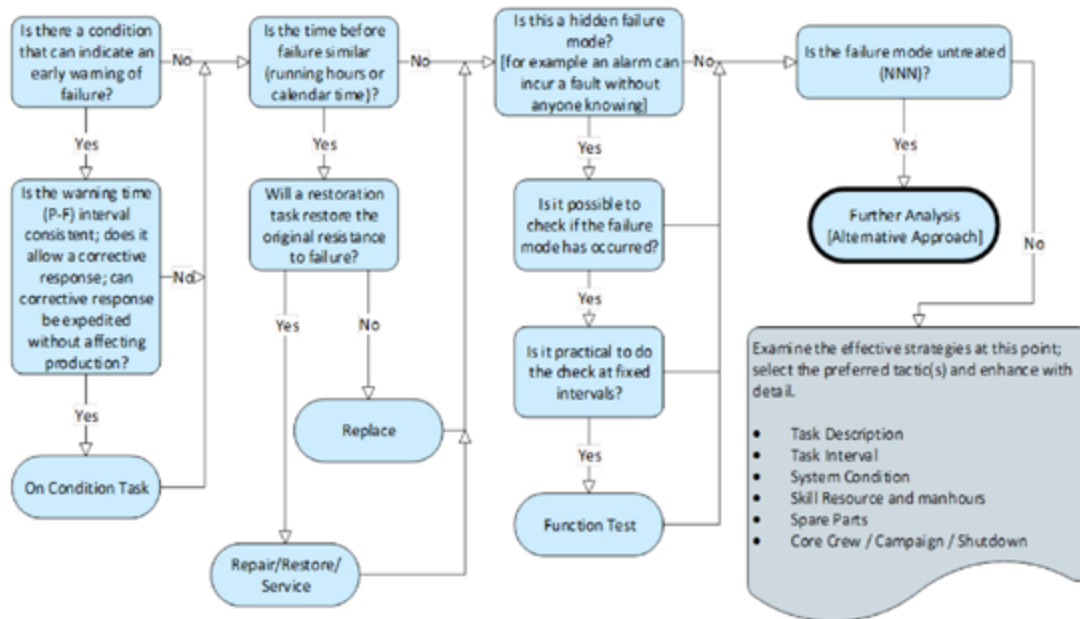 Is there a condition
that can indicate an
early warning of
failure?
No
Yes
Is the warning time
(P-F) interval
consistent; does it
allow a corrective
response; can
corrective response
be expedited
without affecting
production?
No
Yes
On Condition Task
Is the time before
failure similar
(running hours or
calendar time)?
No
Yes
Will a restoration
task restore the
original resistance
to failure?
Yes
No
Replace
Repair/Restore/
Service
Is this a hidden failure
mode?
[for example an alarm can
incur a fault without
anyone knowing]
No
Yes
Is it possible to
check if the failure
mode has occurred?
Yes
Is it practical to do
the check at fixed
intervals?
Yes
Function Test
Is the failure mode untreated
(NNN)?
Yes
No
Further Analysis
[Alternative Approach]
Examine the effective strategies at this point;
select the preferred tactic(s) and enhance with
detail.
• Task Description
• Task Interval
• System Condition
• Skill Resource and manhours
• Spare Parts
• Core Crew / Campaign / Shutdown